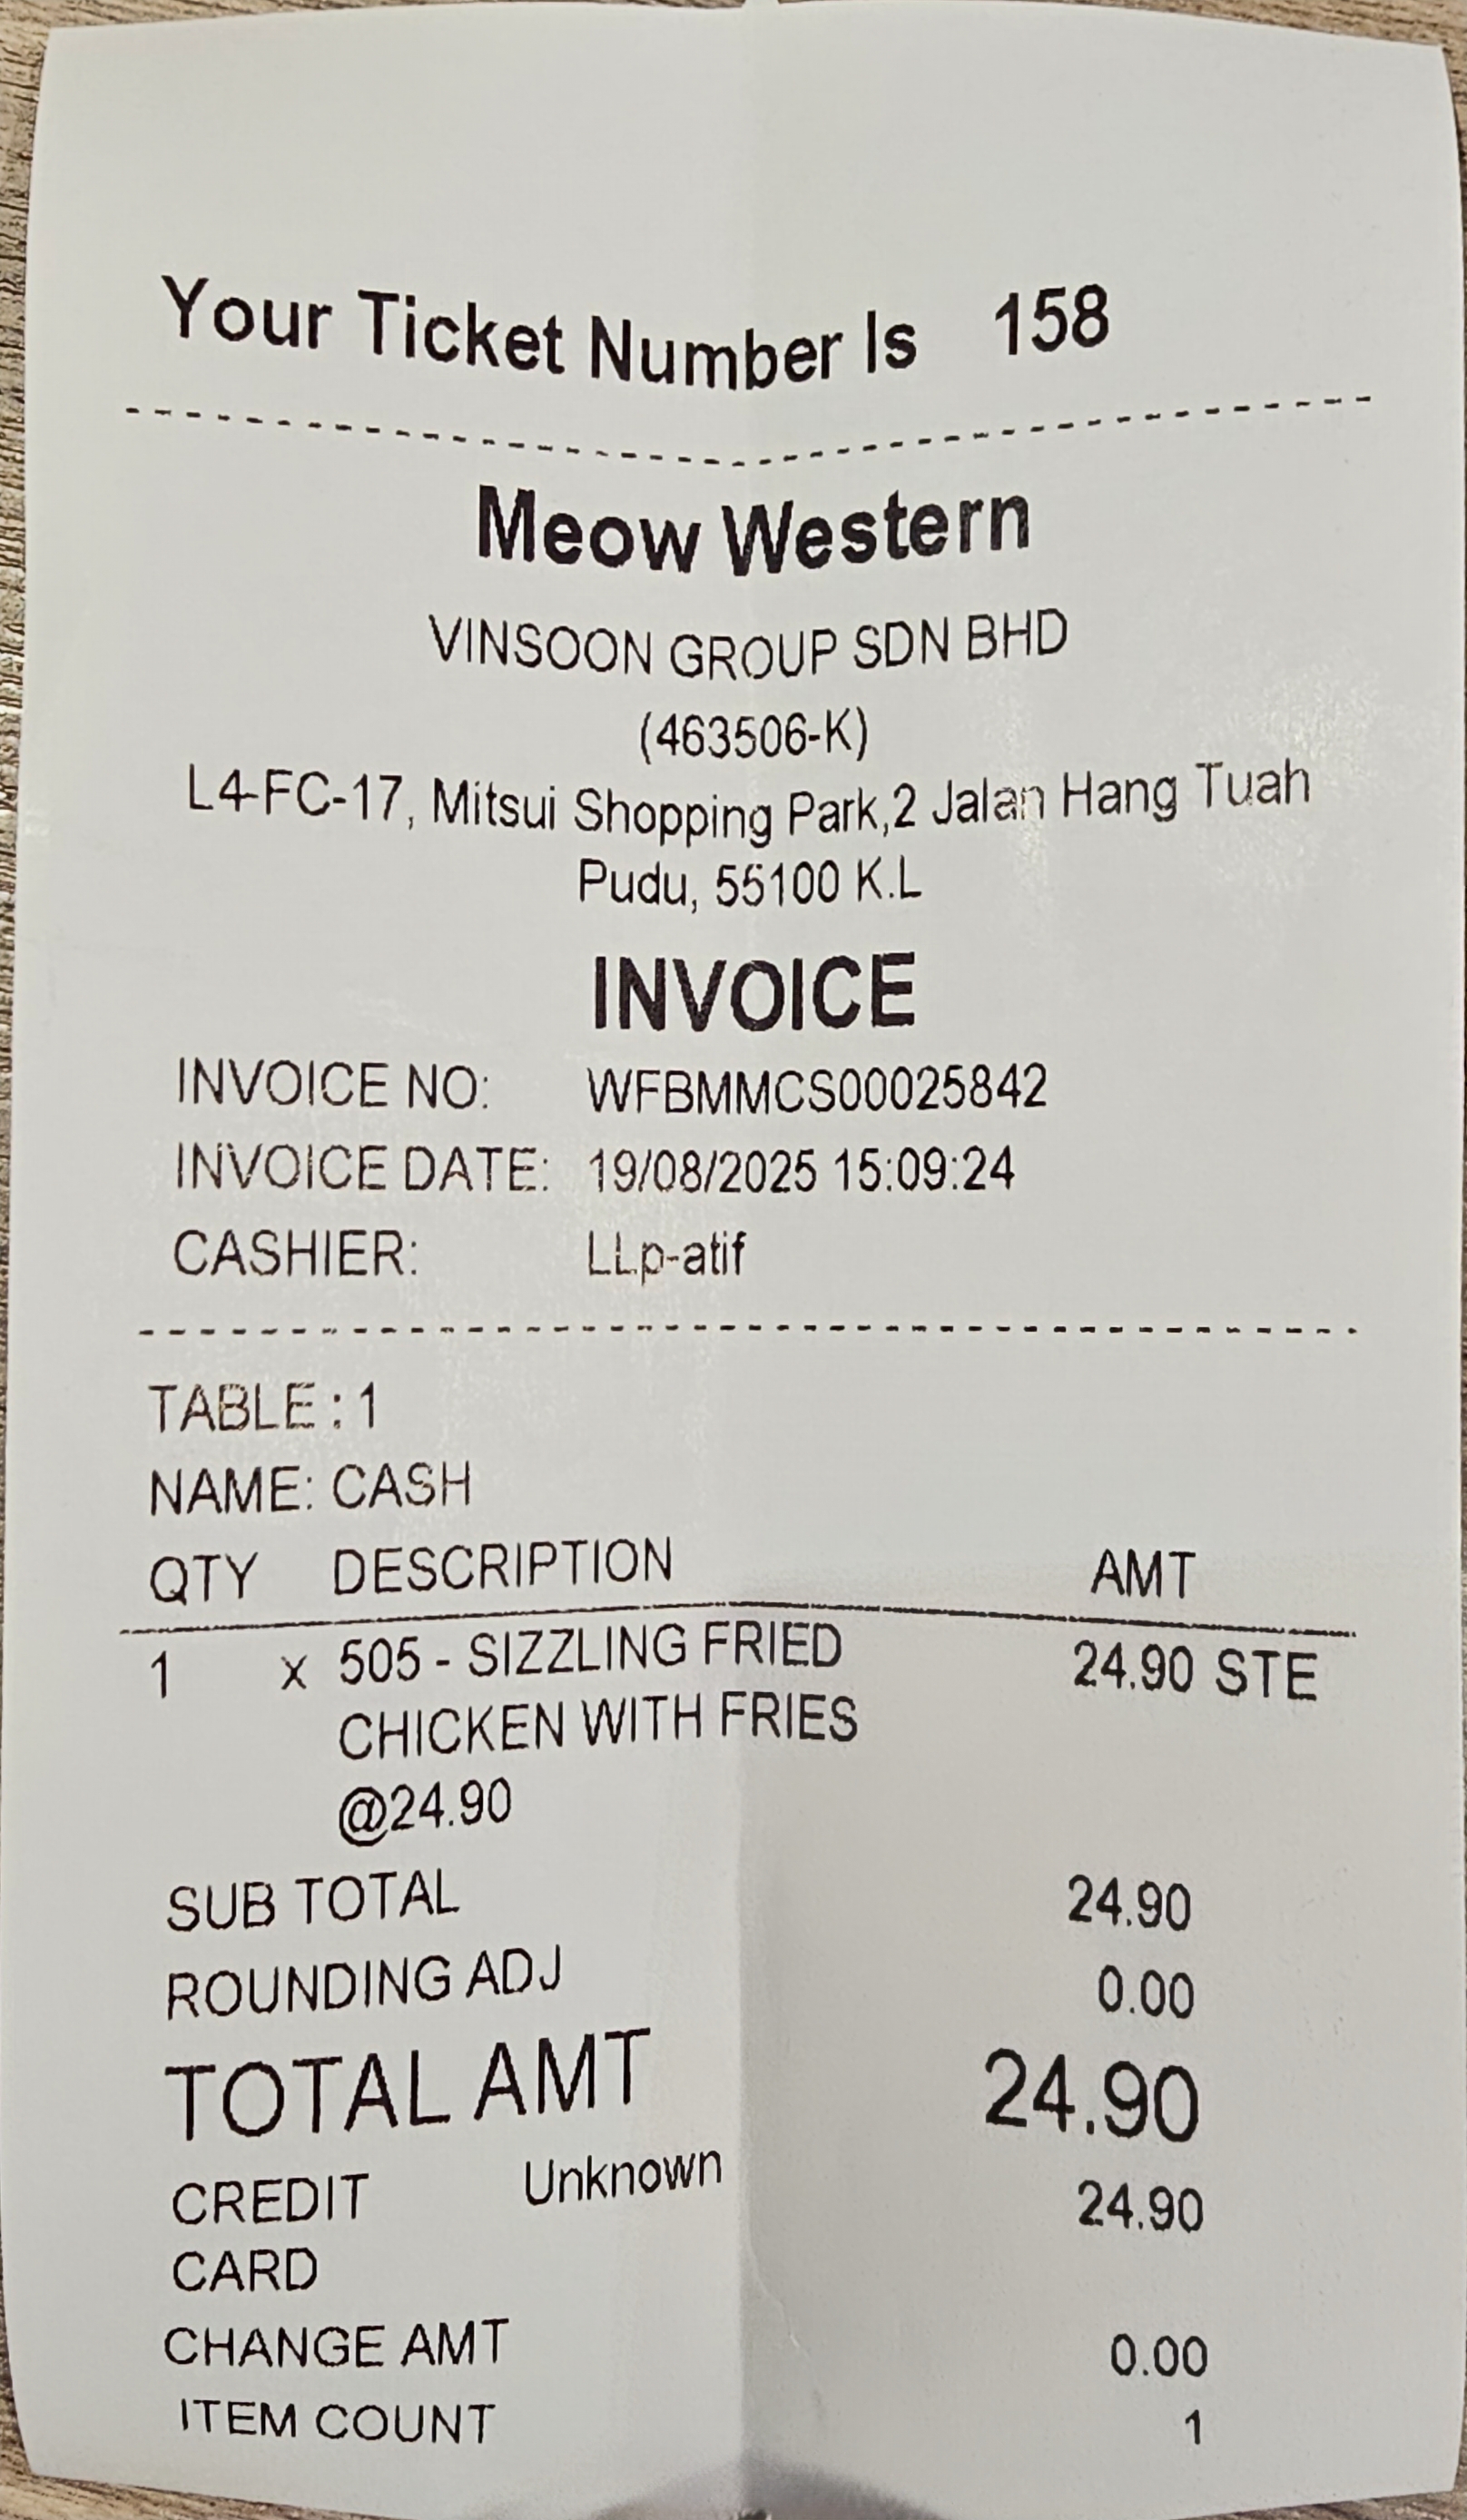 Your Ticket Number Is 158
Meow Western
VINSOON GROUP SDN BHD
(463506-K)
L4-FC-17, Mitsui Shopping Park,2 Jalan Hang Tuah
Pudu, 55100 K.L
INVOICE
INVOICE NO: WFBMMCS00025842
INVOICE DATE: 19/08/2025 15:09:24
CASHIER: LLp-atif
TABLE : 1
NAME: CASH
QTY DESCRIPTION AMT
1 x 505 - SIZZLING FRIED 24.90 STE
CHICKEN WITH FRIES
@24.90
SUB TOTAL 24.90
ROUNDING ADJ 0.00
TOTAL AMT 24.90
CREDIT Unknown 24.90
CARD
CHANGE AMT 0.00
ITEM COUNT 1